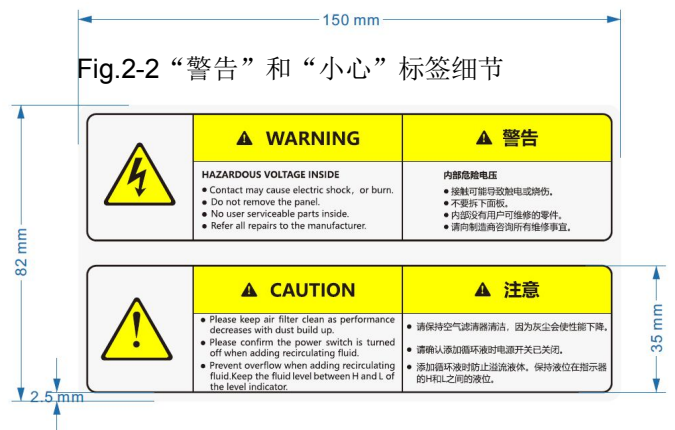 150 mm
Fig.2-2“警告”和“小心”标签细节
WARNING
警告
HAZARDOUS VOLTAGE INSIDE
● Contact may cause electric shock, or burn.
● Do not remove the panel.
● No user serviceable parts inside.
● Refer all repairs to the manufacturer.
内部危险电压
● 接触可能导致触电或烧伤。
● 不要拆下面板。
● 内部没有用户可维修的零件。
● 请向制造商咨询所有维修事宜。
82 mm
CAUTION
注意
● Please keep air filter clean as performance
decreases with dust build up.
● Please confirm the power switch is turned
off when adding recirculating fluid.
● Prevent overflow when adding recirculating
fluid.Keep the fluid level between H and L of
the level indicator.
● 请保持空气滤清器清洁，因为灰尘会使性能下降。
● 请确认添加循环液时电源开关已关闭。
● 添加循环液时防止溢流液体。保持液位在指示器
的H和L之间的液位。
35 mm
2.5 mm